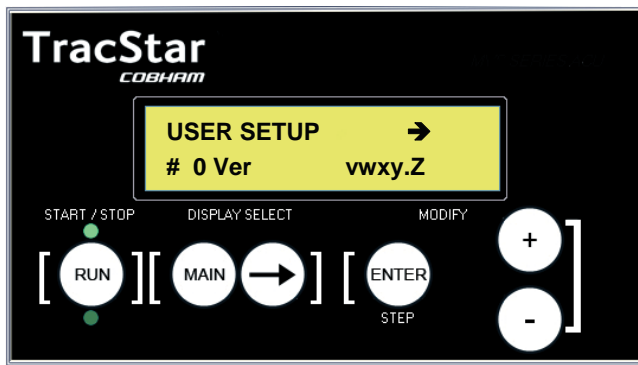 TracStar
COBHAM
USER SETUP →
# 0 Ver vwxy.Z
START / STOP DISPLAY SELECT MODIFY
[ RUN ] [ MAIN → ] [ ENTER + ]
STEP -